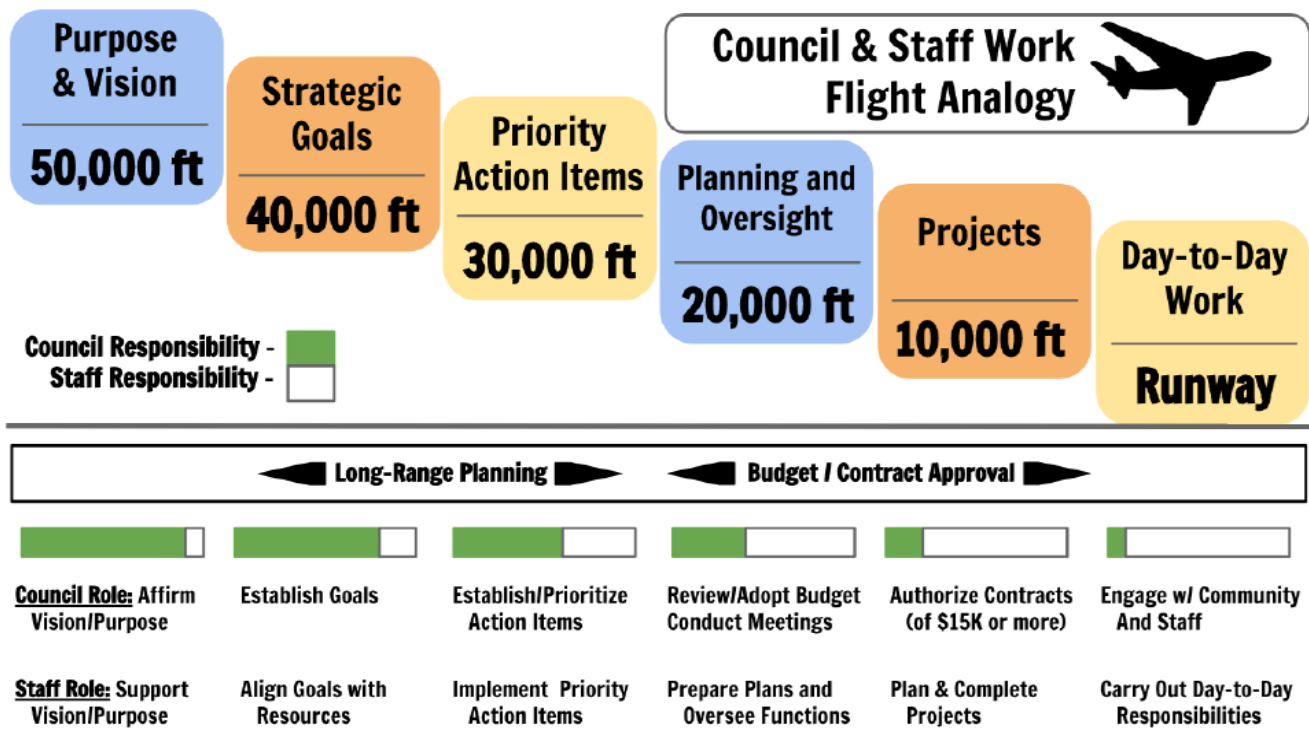 Purpose
& Vision
50,000 ft
Strategic
Goals
40,000 ft
Priority
Action Items
30,000 ft
Council & Staff Work
Flight Analogy
Planning and
Oversight
20,000 ft
Projects
10,000 ft
Day-to-Day
Work
Runway
Council Responsibility -
Staff Responsibility -
Long-Range Planning
Budget / Contract Approval
Council Role: Affirm
Vision/Purpose
Establish Goals
Establish/Prioritize
Action Items
Review/Adopt Budget
Conduct Meetings
Authorize Contracts
(of $15K or more)
Engage w/ Community
And Staff
Staff Role: Support
Vision/Purpose
Align Goals with
Resources
Implement Priority
Action Items
Prepare Plans and
Oversee Functions
Plan & Complete
Projects
Carry Out Day-to-Day
Responsibilities